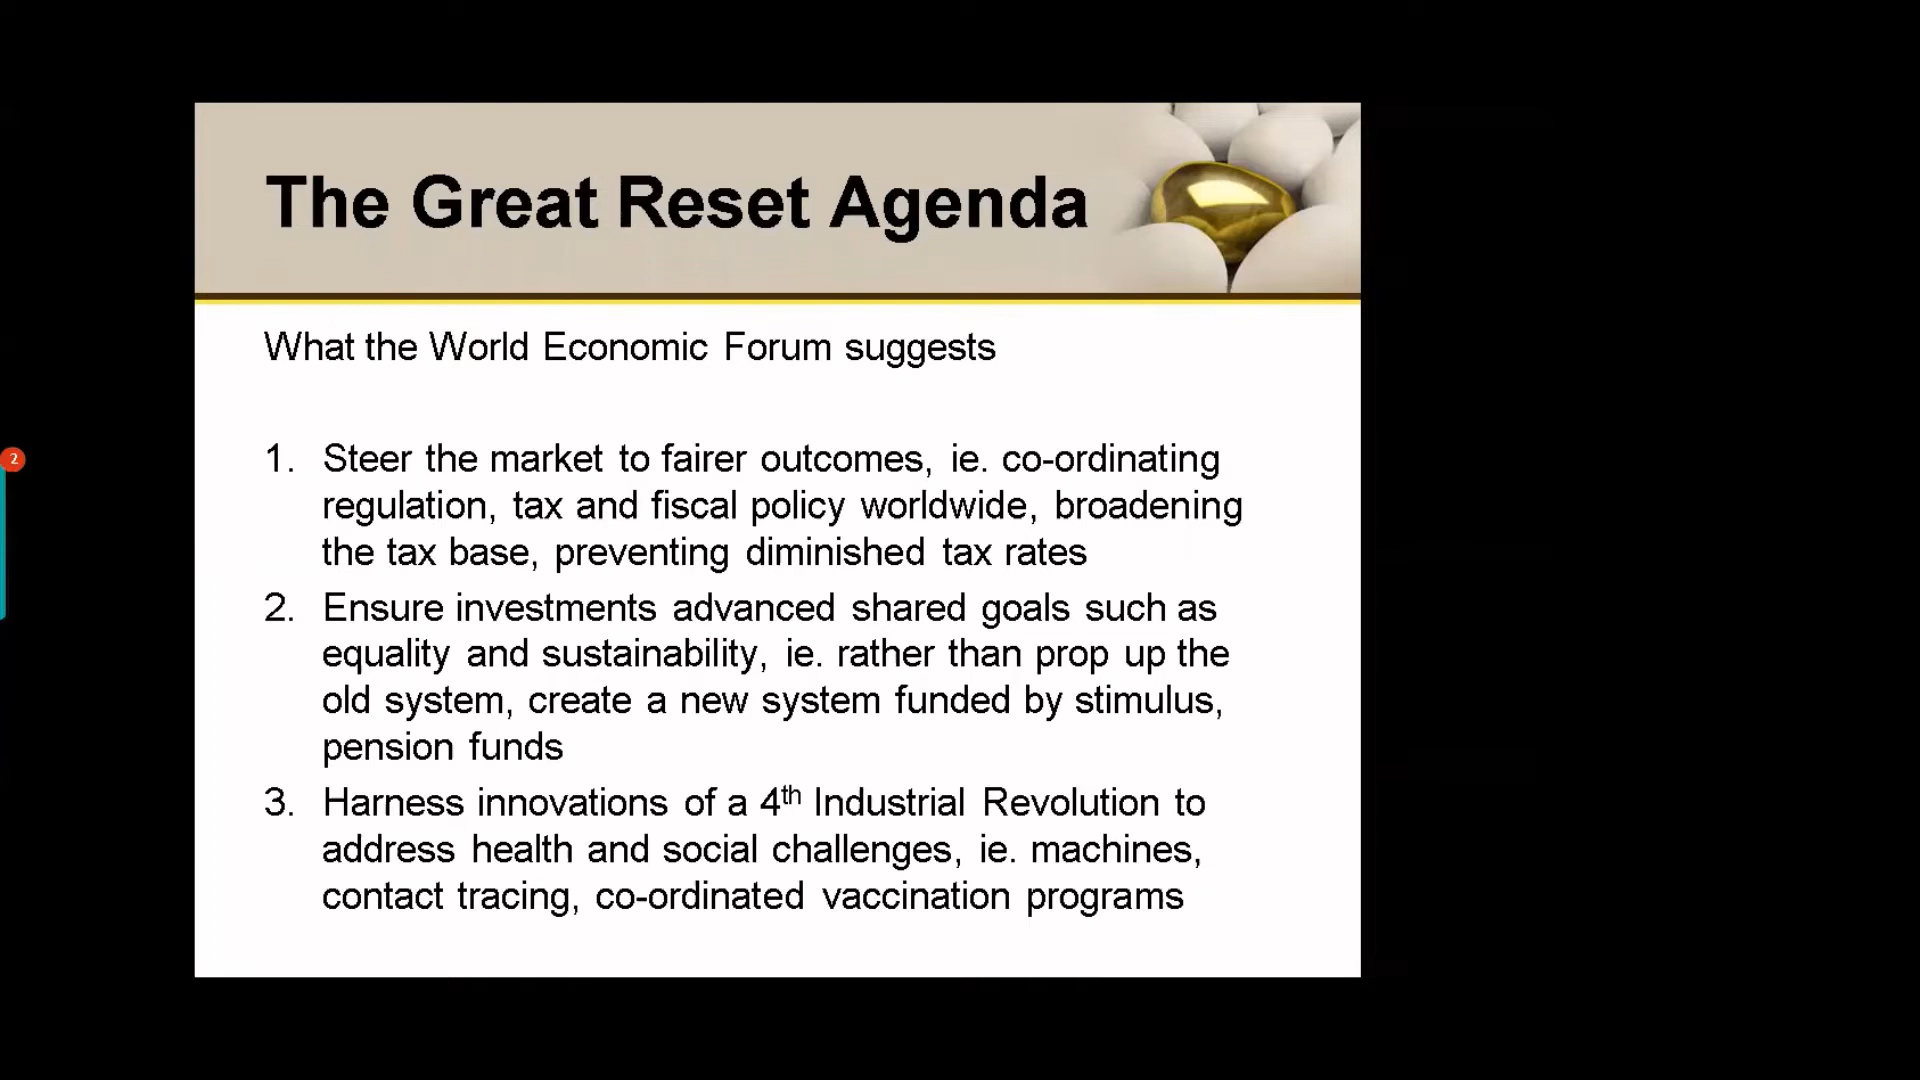 The Great Reset Agenda
What the World Economic Forum suggests
1. Steer the market to fairer outcomes, ie. co-ordinating
regulation, tax and fiscal policy worldwide, broadening
the tax base, preventing diminished tax rates
2. Ensure investments advanced shared goals such as
equality and sustainability, ie. rather than prop up the
old system, create a new system funded by stimulus,
pension funds
3. Harness innovations of a 4th Industrial Revolution to
address health and social challenges, ie. machines,
contact tracing, co-ordinated vaccination programs
2